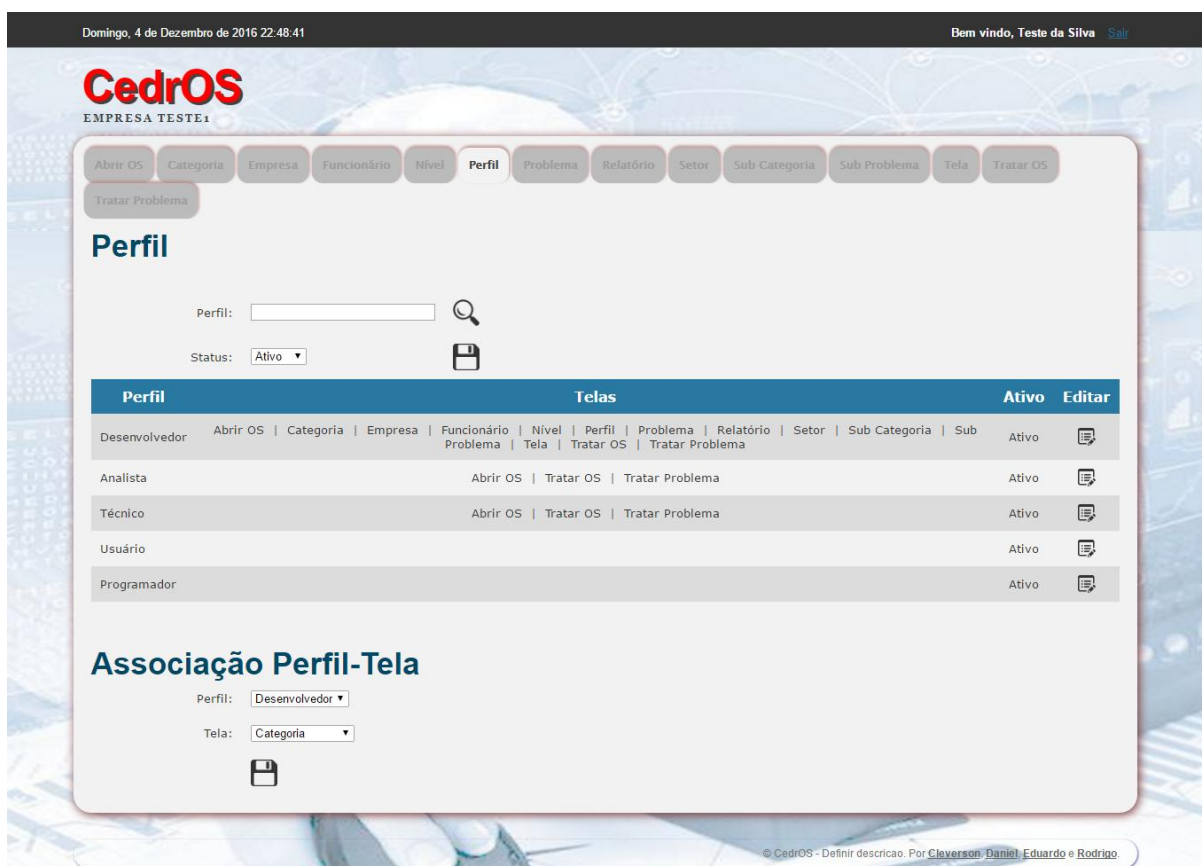 Domingo, 4 de Dezembro de 2016 22:48:41 Bem vindo, Teste da Silva Sair
CedrOS
EMPRESA TESTE1
Abrir OS Categoria Empresa Funcionário Nível Perfil Problema Relatório Setor Sub Categoria Sub Problema Tela Tratar OS
Tratar Problema
Perfil
Perfil:
Status: Ativo
Perfil Telas Ativo Editar
Desenvolvedor Abrir OS | Categoria | Empresa | Funcionário | Nível | Perfil | Problema | Relatório | Setor | Sub Categoria | Sub
Problema | Tela | Tratar OS | Tratar Problema Ativo
Analista Abrir OS | Tratar OS | Tratar Problema Ativo
Técnico Abrir OS | Tratar OS | Tratar Problema Ativo
Usuário Ativo
Programador Ativo
Associação Perfil-Tela
Perfil: Desenvolvedor
Tela: Categoria
© CedrOS - Definir descricao. Por Cleverson, Daniel, Eduardo e Rodrigo.